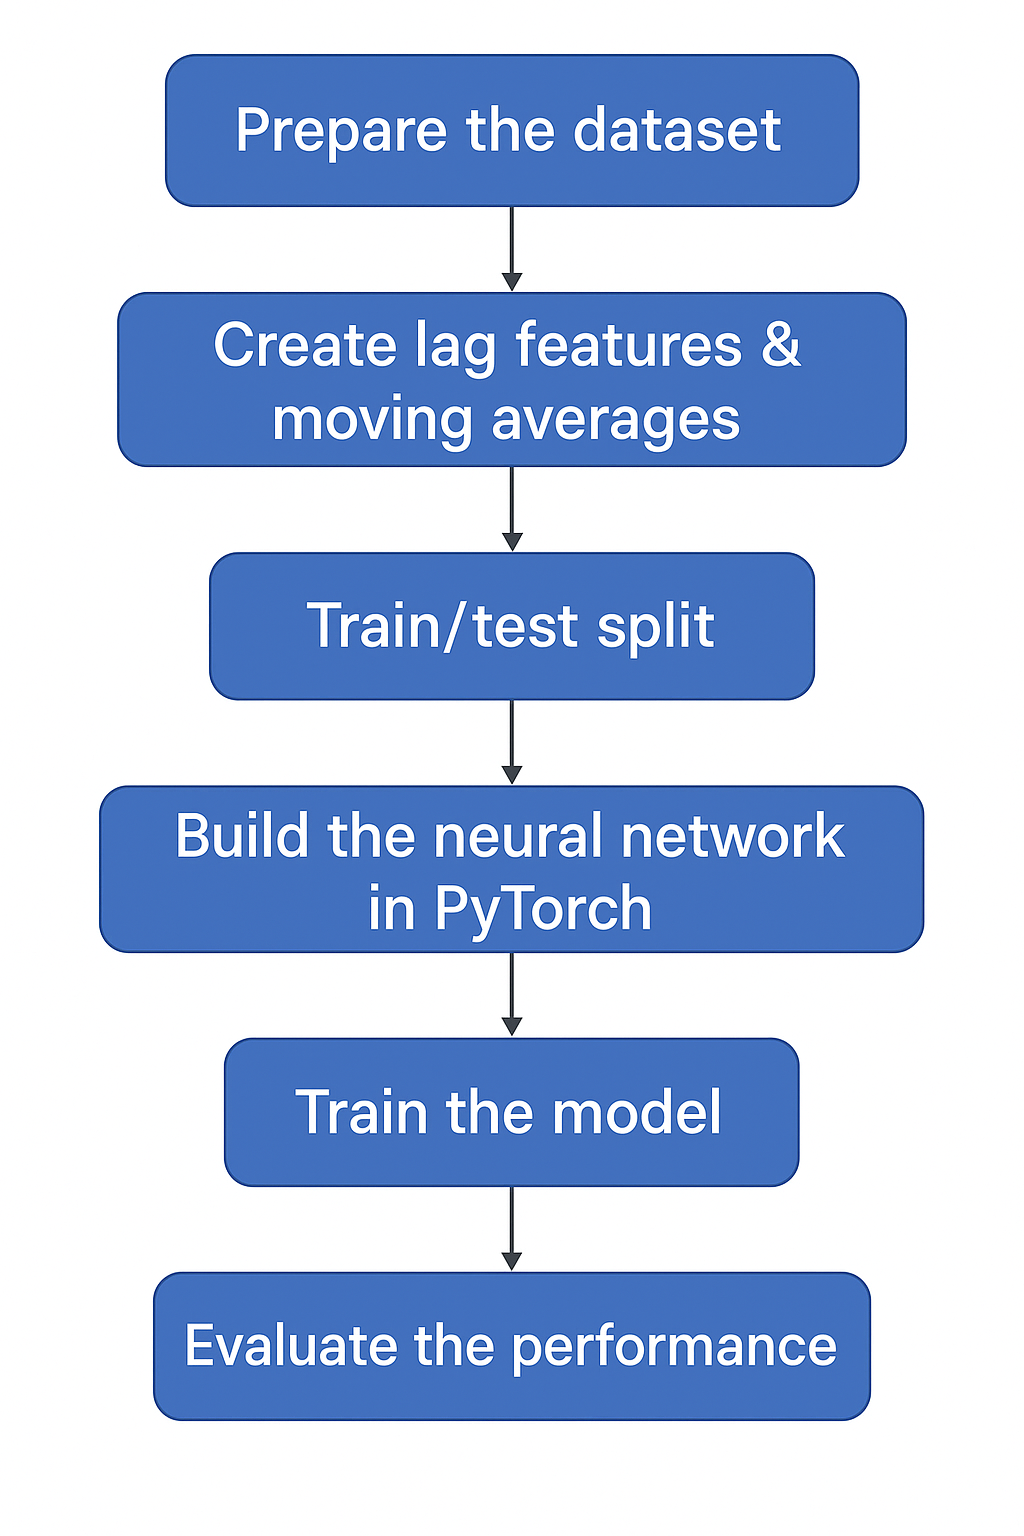 Prepare the dataset
Create lag features &
moving averages
Train/test split
Build the neural network
in PyTorch
Train the model
Evaluate the performance